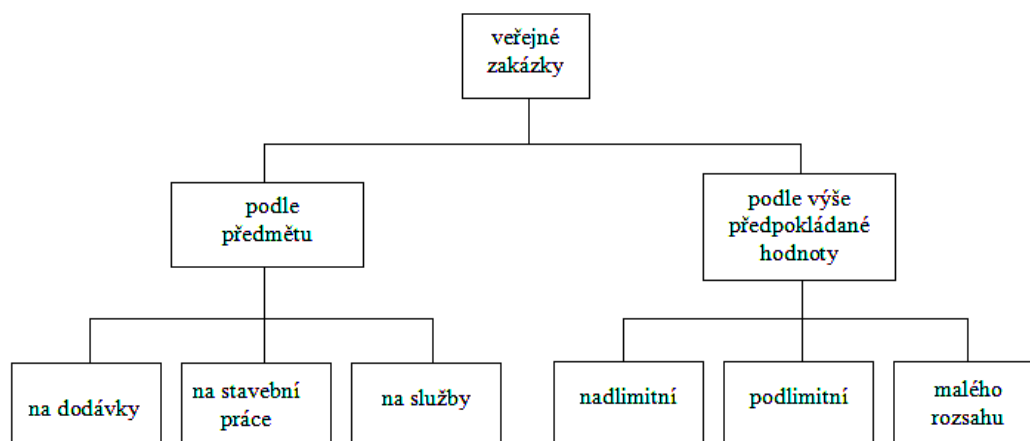 veřejné
zakázky
podle
předmětu
podle výše
předpokládané
hodnoty
na dodávky
na stavební
práce
na služby
nadlimitní
podlimitní
malého
rozsahu